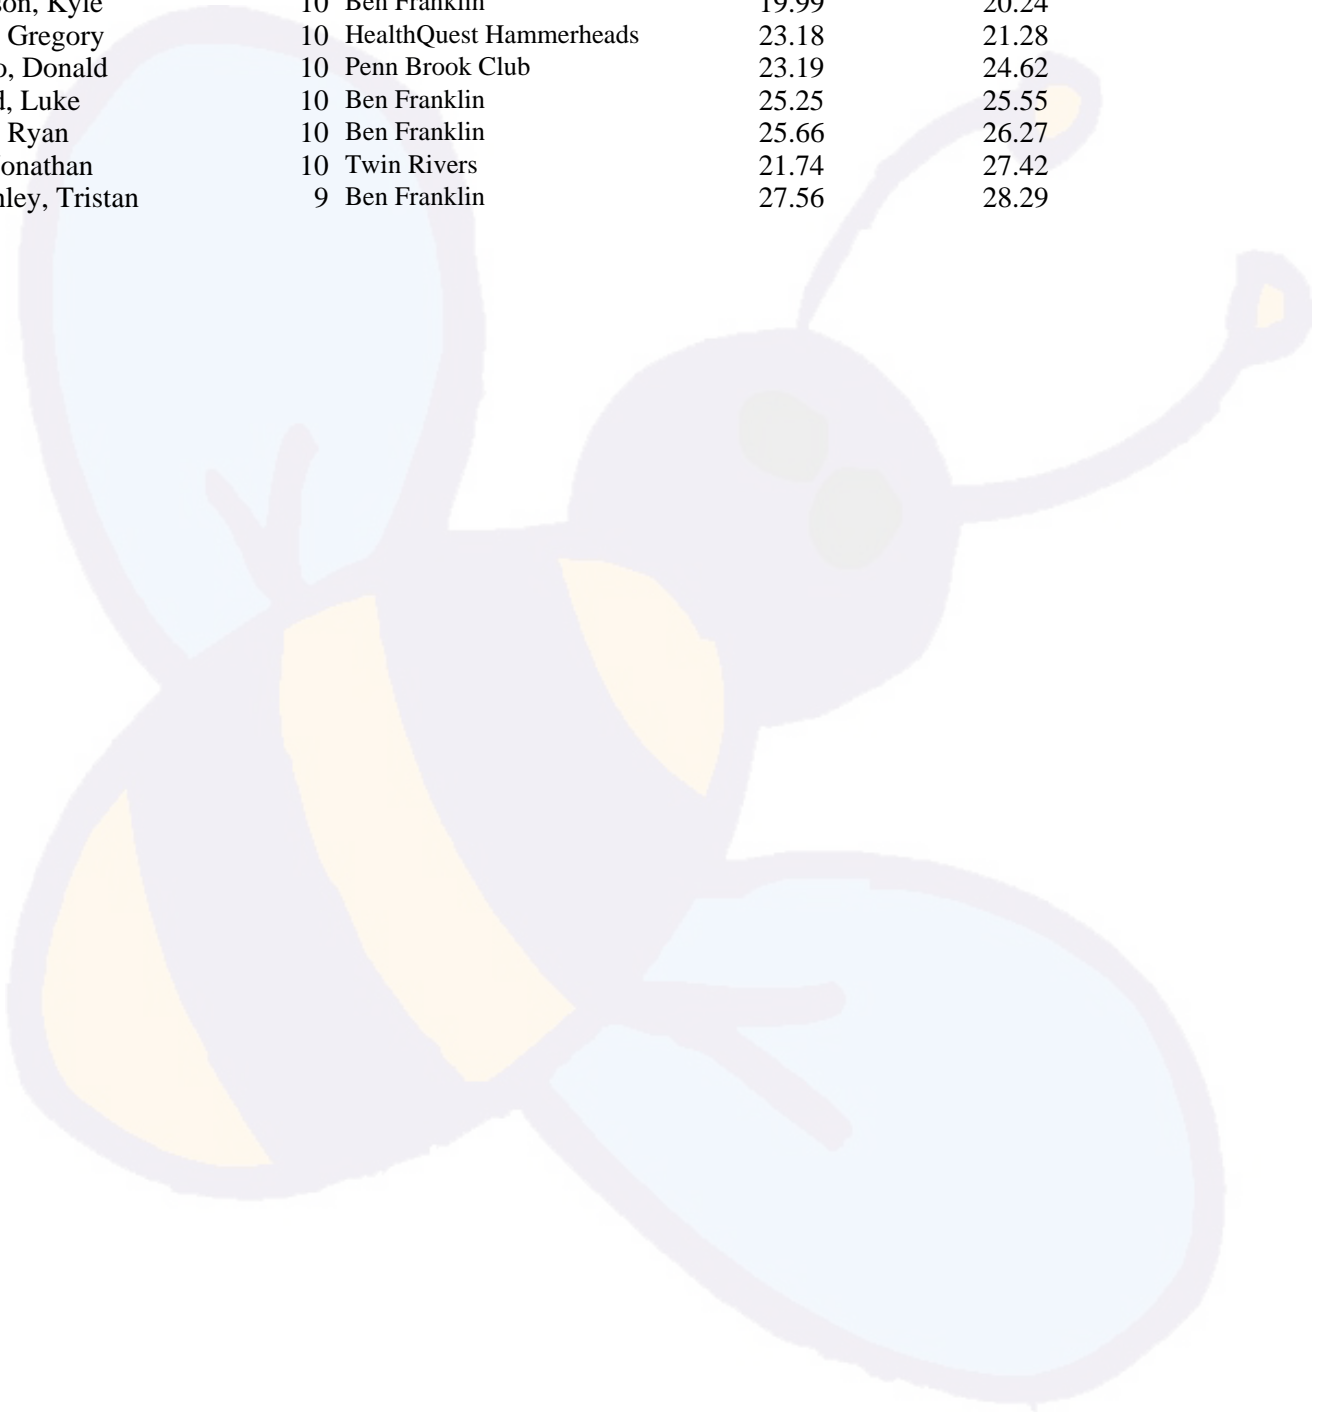 son, Kyle 10 Ben Franklin 19.99 20.24
Gregory 10 HealthQuest Hammerheads 23.18 21.28
o, Donald 10 Penn Brook Club 23.19 24.62
d, Luke 10 Ben Franklin 25.25 25.55
Ryan 10 Ben Franklin 25.66 26.27
onathan 10 Twin Rivers 21.74 27.42
ley, Tristan 9 Ben Franklin 27.56 28.29